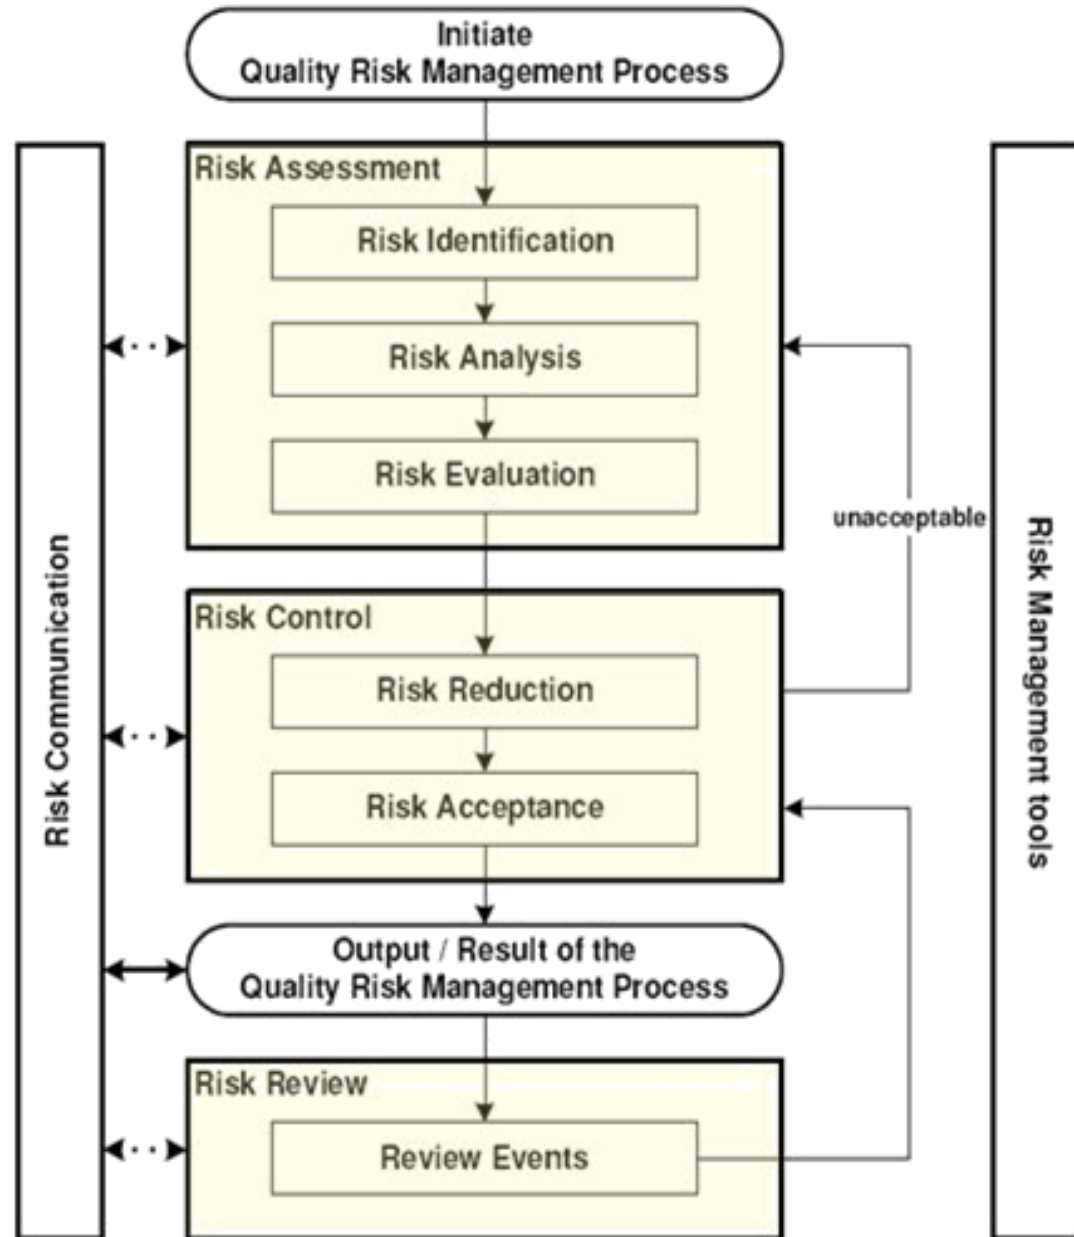 Initiate
Quality Risk Management Process
Risk Assessment
Risk Identification
Risk Analysis
Risk Evaluation
unacceptable
Risk Communication
Risk Management tools
Risk Control
Risk Reduction
Risk Acceptance
Output / Result of the
Quality Risk Management Process
Risk Review
Review Events